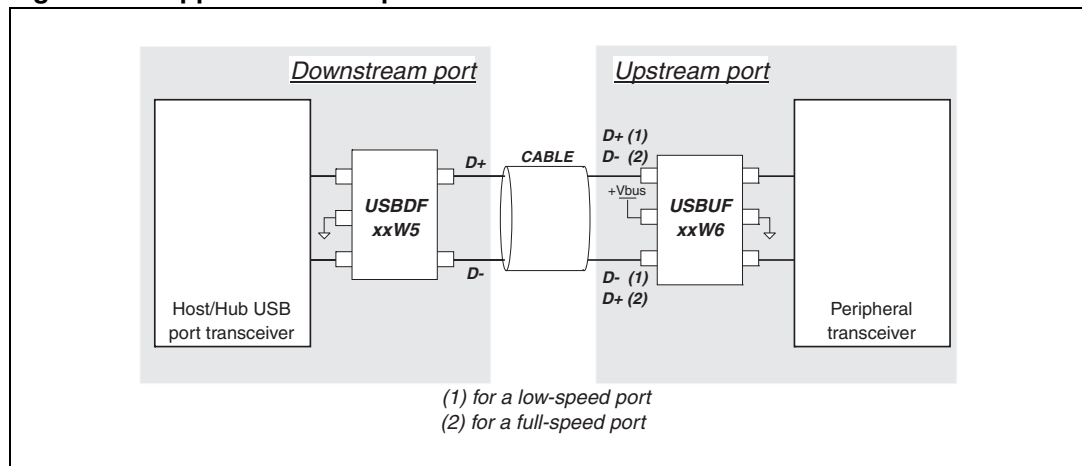 Downstream port
Upstream port
D+ (1)
D- (2)
D+
CABLE
+Vbus
USBDF
xxW5
USBUF
xxW6
D-
D- (1)
D+ (2)
Host/Hub USB
port transceiver
Peripheral
transceiver
(1) for a low-speed port
(2) for a full-speed port